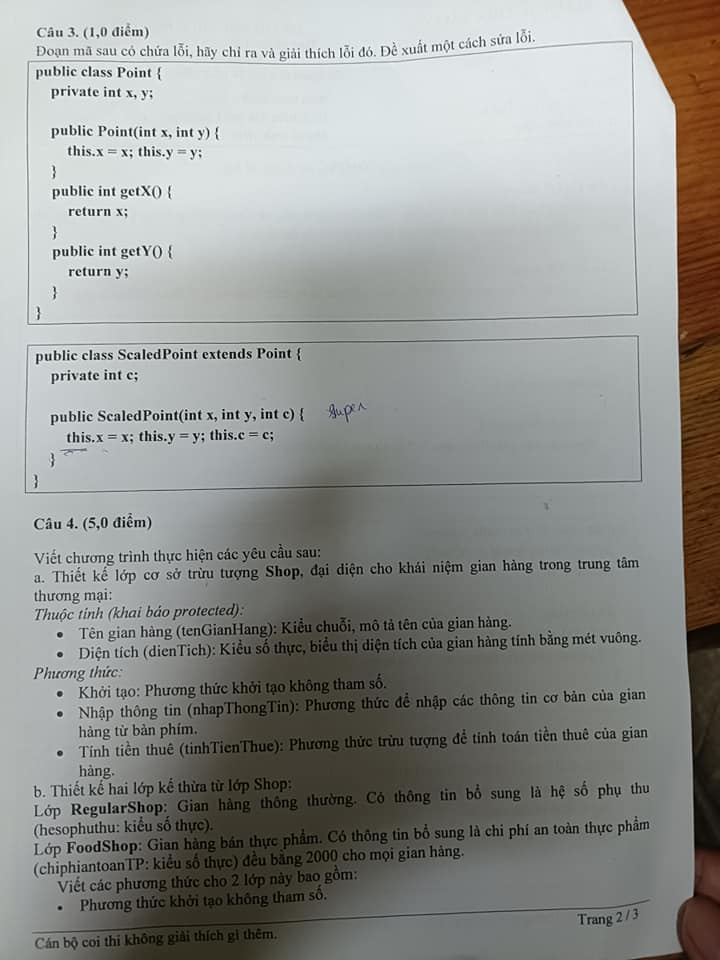 Câu 3. (1,0 điểm)
Đoạn mã sau có chứa lỗi, hãy chỉ ra và giải thích lỗi đó. Đề xuất một cách sửa lỗi.
public class Point {
private int x, y;
public Point(int x, int y) {
this.x = x; this.y = y;
}
public int getX() {
return x;
}
public int getY() {
return y;
}
}
public class ScaledPoint extends Point {
private int c;
public ScaledPoint(int x, int y, int c) { super
this.x = x; this.y = y; this.c = c;
}
}
Câu 4. (5,0 điểm)
Viết chương trình thực hiện các yêu cầu sau:
a. Thiết kế lớp cơ sở trừu tượng Shop, đại diện cho khái niệm gian hàng trong trung tâm
thương mại:
Thuộc tính (khai báo protected):
• Tên gian hàng (tenGianHang): Kiểu chuỗi, mô tả tên của gian hàng.
• Diện tích (dienTich): Kiểu số thực, biểu thị diện tích của gian hàng tính bằng mét vuông.
Phương thức:
• Khởi tạo: Phương thức khởi tạo không tham số.
• Nhập thông tin (nhapThongTin): Phương thức để nhập các thông tin cơ bản của gian
hàng từ bàn phím.
• Tính tiền thuê (tinhTienThue): Phương thức trừu tượng để tính toán tiền thuê của gian
hàng.
b. Thiết kế hai lớp kế thừa từ lớp Shop:
Lớp RegularShop: Gian hàng thông thường. Có thông tin bổ sung là hệ số phụ thu
(hesophuthu: kiểu số thực).
Lớp FoodShop: Gian hàng bán thực phẩm. Có thông tin bổ sung là chi phí an toàn thực phẩm
(chiphiantoanTP: kiểu số thực) đều bằng 2000 cho mọi gian hàng.
Viết các phương thức cho 2 lớp này bao gồm:
• Phương thức khởi tạo không tham số.
Trang 2 / 3
Cán bộ coi thi không giải thích gì thêm.